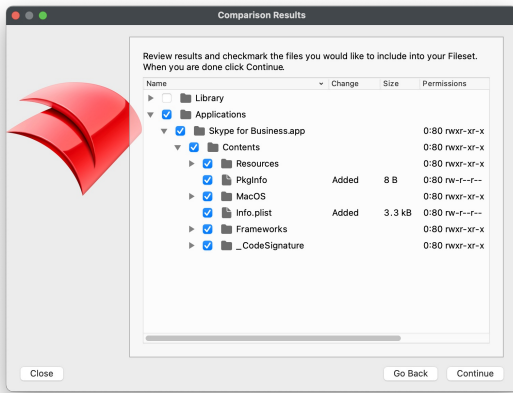 Comparison Results
Review results and checkmark the files you would like to include into your Fileset.
When you are done click Continue.
Name Change Size Permissions
Library
Applications
Skype for Business.app 0:80 rwxr-xr-x
Contents 0:80 rwxr-xr-x
Resources 0:80 rwxr-xr-x
PkgInfo Added 8 B 0:80 rw-r--r--
MacOS 0:80 rwxr-xr-x
Info.plist Added 3.3 kB 0:80 rw-r--r--
Frameworks 0:80 rwxr-xr-x
_CodeSignature 0:80 rwxr-xr-x
Close Go Back Continue